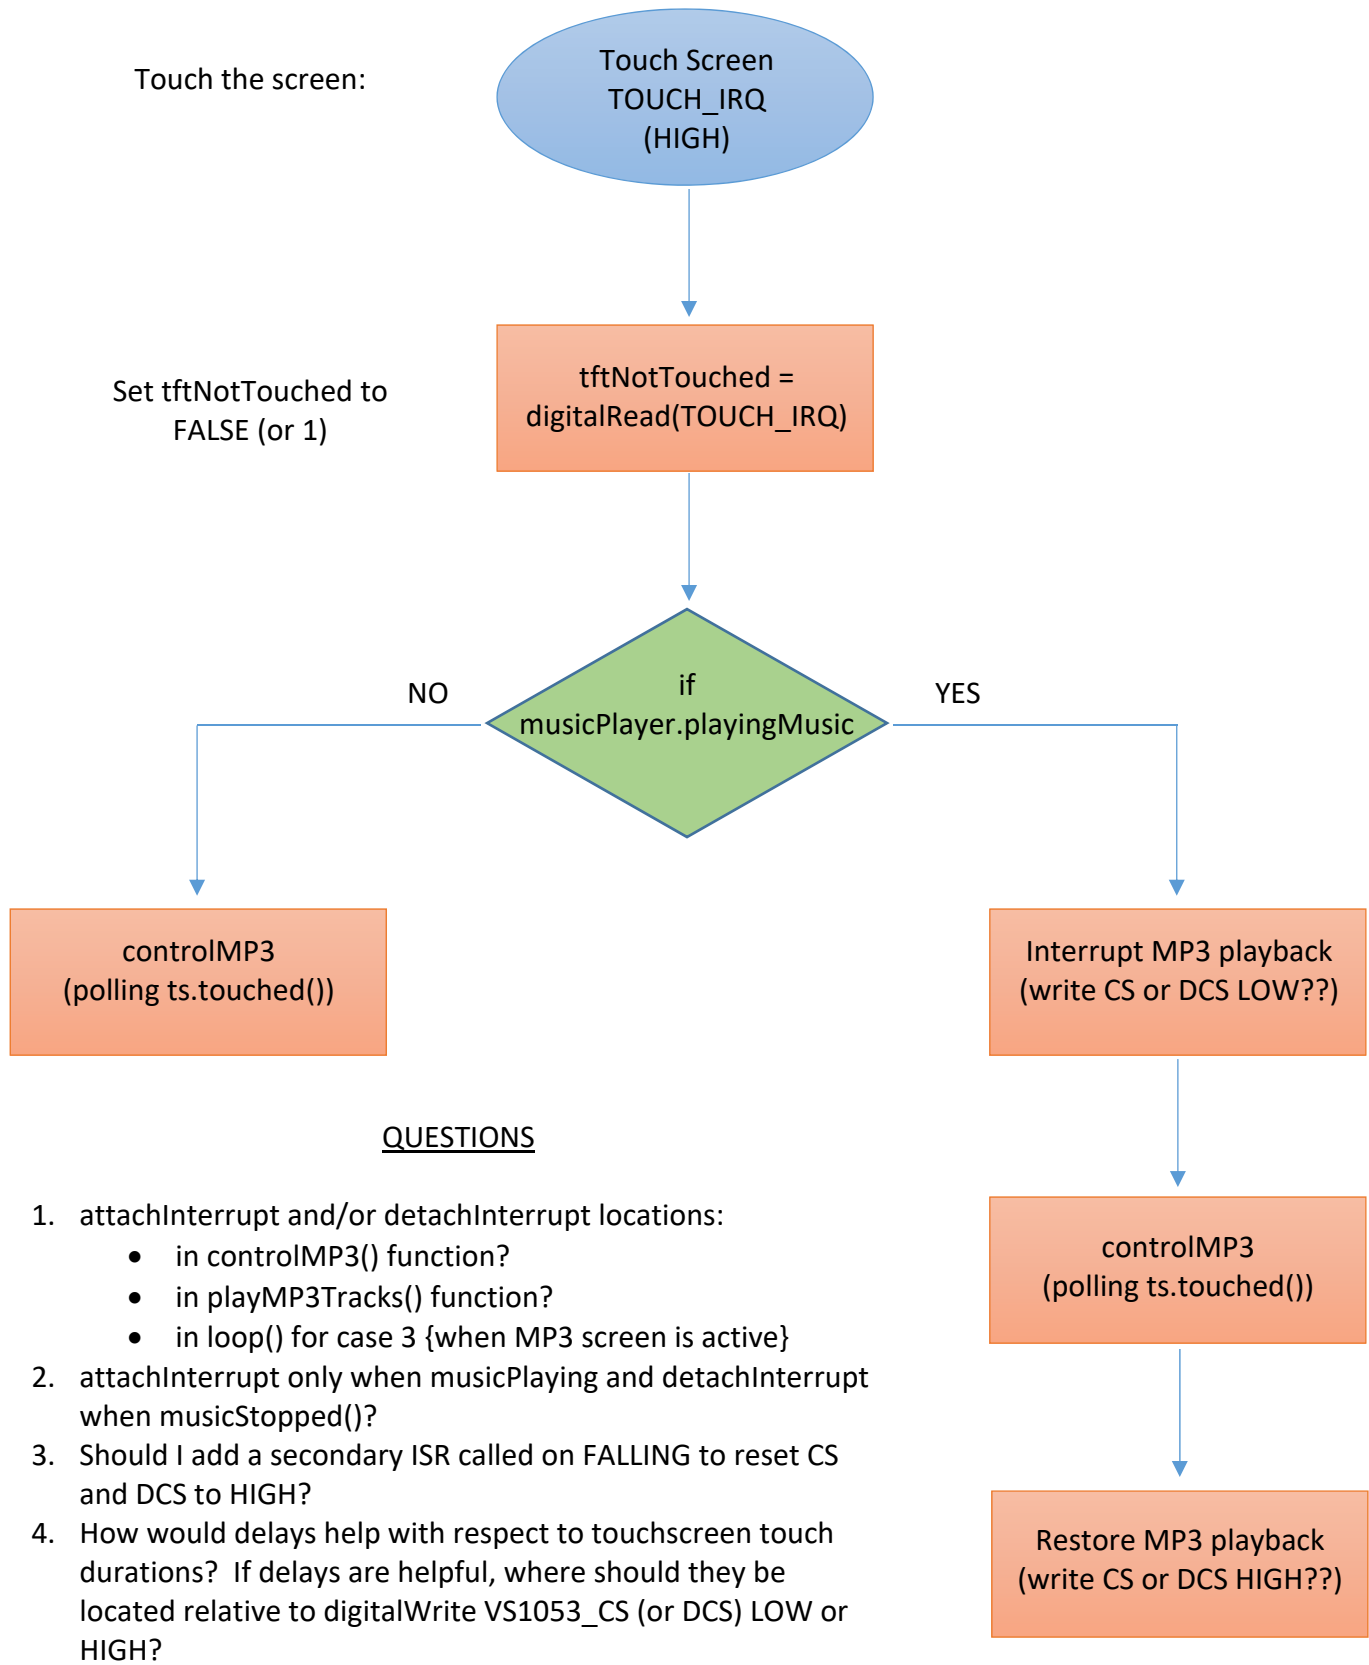 Touch the screen:
Touch Screen
TOUCH_IRQ
(HIGH)
Set tftNotTouched to
FALSE (or 1)
tftNotTouched =
digitalRead(TOUCH_IRQ)
NO
if
musicPlayer.playingMusic
YES
controlMP3
(polling ts.touched())
Interrupt MP3 playback
(write CS or DCS LOW??)
controlMP3
(polling ts.touched())
Restore MP3 playback
(write CS or DCS HIGH??)
QUESTIONS
1. attachInterrupt and/or detachInterrupt locations:
• in controlMP3() function?
• in playMP3Tracks() function?
• in loop() for case 3 {when MP3 screen is active}
2. attachInterrupt only when musicPlaying and detachInterrupt
when musicStopped()?
3. Should I add a secondary ISR called on FALLING to reset CS
and DCS to HIGH?
4. How would delays help with respect to touchscreen touch
durations? If delays are helpful, where should they be
located relative to digitalWrite VS1053_CS (or DCS) LOW or
HIGH?